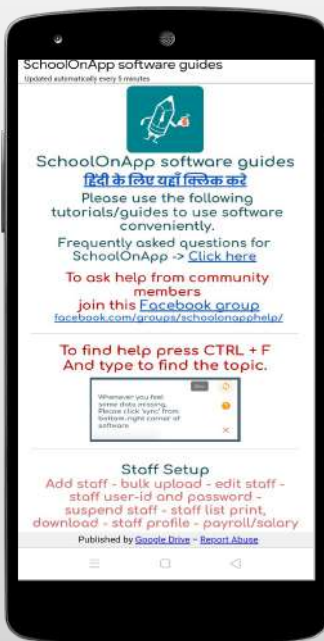 SchoolOnApp software guides
Updated automatically every 5 minutes
SchoolOnApp software guides
हिंदी के लिए यहाँ क्लिक करे
Please use the following
tutorials/guides to use software
conveniently.
Frequently asked questions for
SchoolOnApp -> Click here
To ask help from community
members
join this Facebook group
facebook.com/groups/schoolonapphelp/
To find help press CTRL + F
And type to find the topic.
Whenever you feel
some data missing,
Please click 'sync' from
bottom-right corner of
software
Staff Setup
Add staff - bulk upload - edit staff -
staff user-id and password -
suspend staff - staff list print,
download - staff profile - payroll/salary
Published by Google Drive – Report Abuse